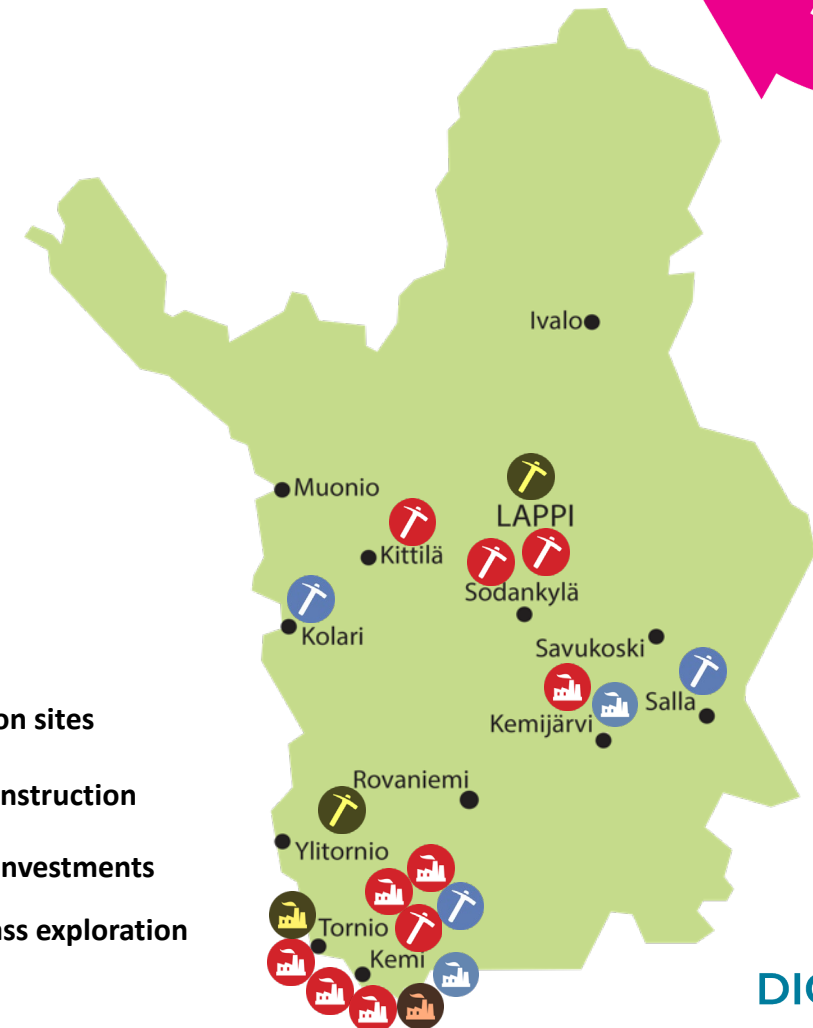 Ivalo
Muonio
LAPPI
Kittilä
Sodankylä
Kolari
Savukoski
Salla
on sites
Kemijärvi
nstruction
Rovaniemi
Ylitornio
nvestments
ss exploration
Tornio
Kemi